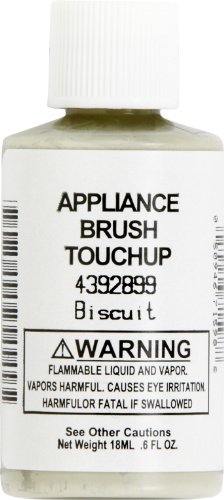 APPLIANCE
BRUSH
TOUCHUP
4392899
Biscuit
⚠WARNING
FLAMMABLE LIQUID AND VAPOR.
VAPORS HARMFUL. CAUSES EYE IRRITATION.
HARMFULOR FATAL IF SWALLOWED
See Other Cautions
Net Weight 18ML .6 FL OZ.